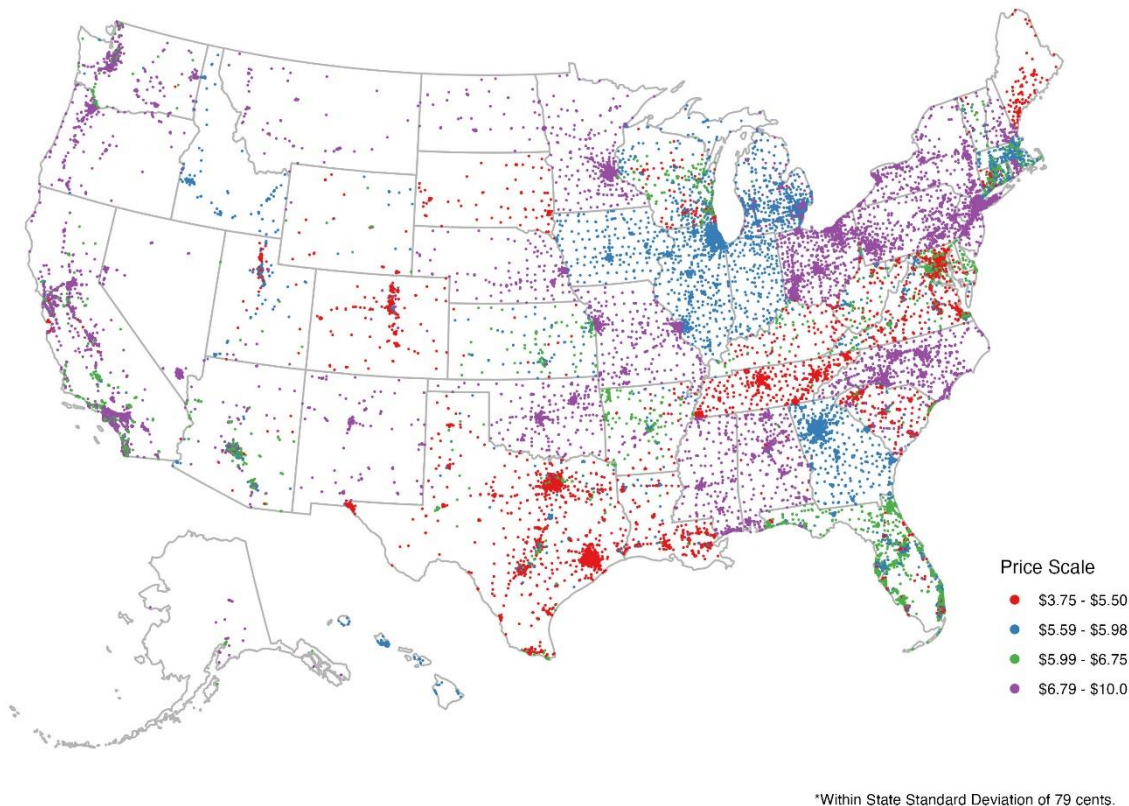 Price Scale
$3.75 - $5.50
$5.59 - $5.98
$5.99 - $6.75
$6.79 - $10.0
*Within State Standard Deviation of 79 cents.